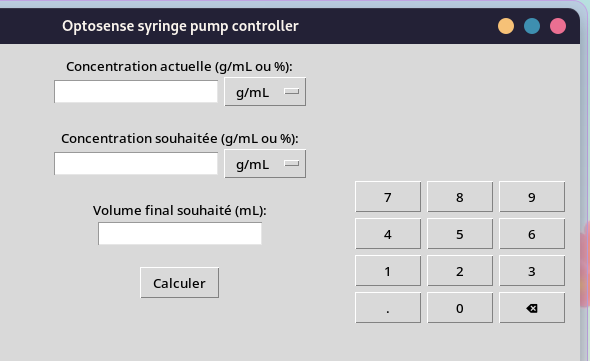 Optosense syringe pump controller
Concentration actuelle (g/mL ou %):
g/mL
Concentration souhaitée (g/mL ou %):
g/mL
Volume final souhaité (mL):
Calculer
7 8 9
4 5 6
1 2 3
. 0